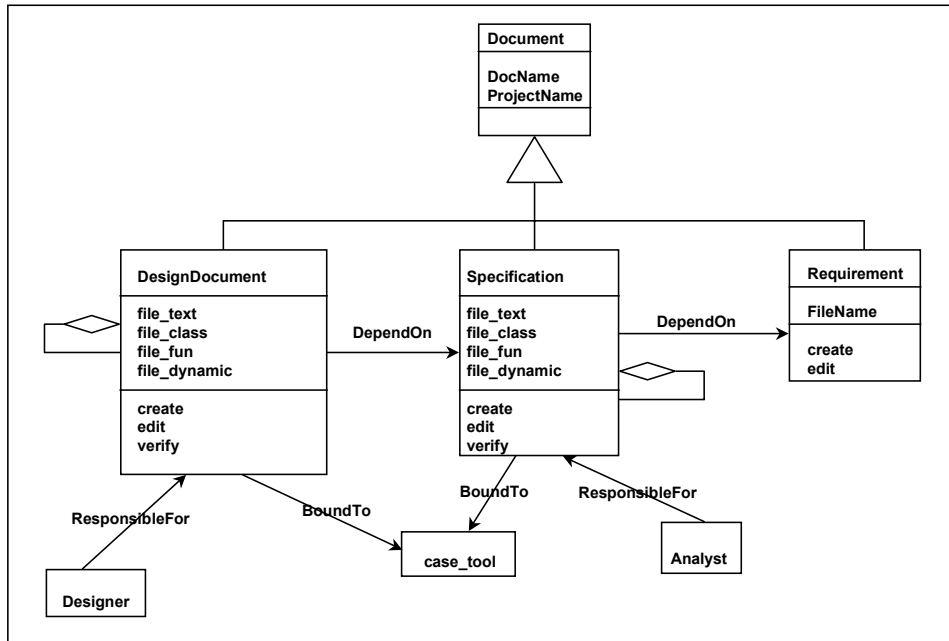 Document
DocName
ProjectName
DesignDocument
file_text
file_class
file_fun
file_dynamic
create
edit
verify
DependOn
Specification
file_text
file_class
file_fun
file_dynamic
create
edit
verify
DependOn
Requirement
FileName
create
edit
ResponsibleFor
BoundTo
BoundTo
ResponsibleFor
Designer
case_tool
Analyst